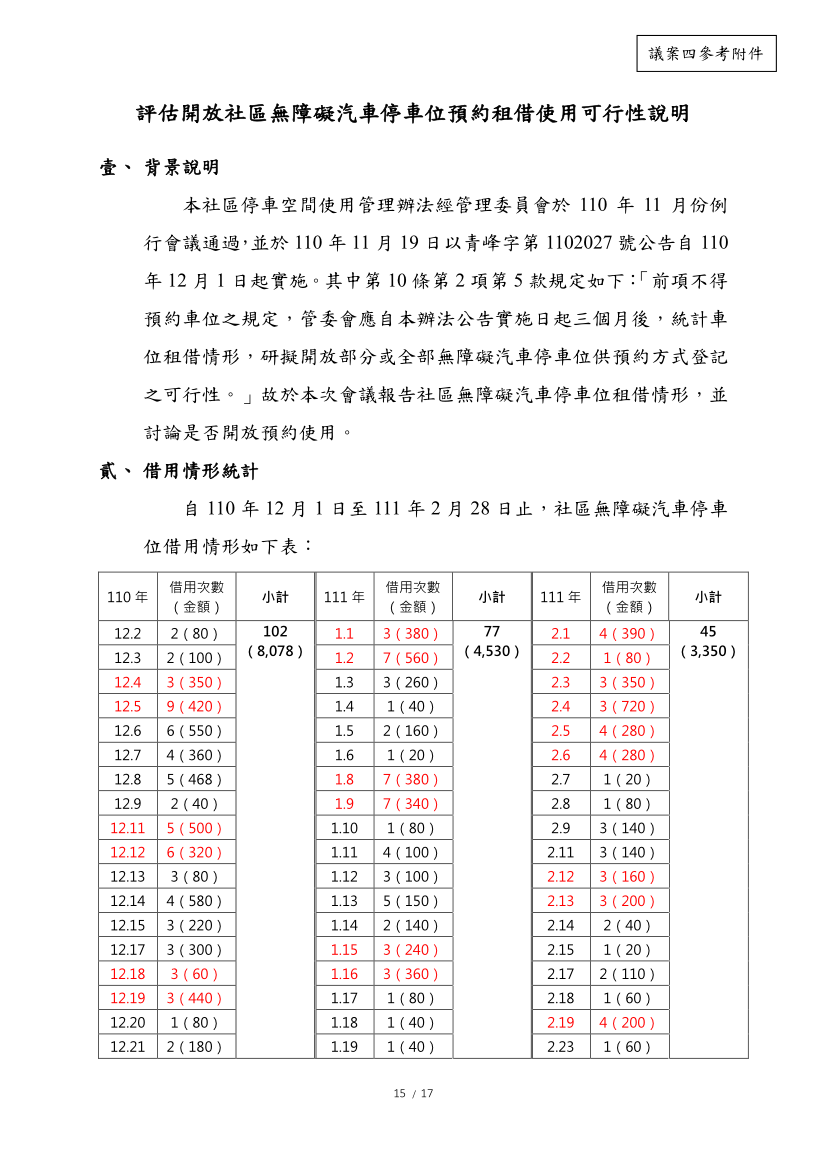 議案四參考附件
評估開放社區無障礙汽車停車位預約租借使用可行性說明
壹、 背景說明
本社區停車空間使用管理辦法經管理委員會於 110 年 11 月份例
行會議通過，並於 110 年 11 月 19 日以青峰字第 1102027 號公告自 110
年 12 月 1 日起實施。其中第 10 條第 2 項第 5 款規定如下：「前項不得
預約車位之規定，管委會應自本辦法公告實施日起三個月後，統計車
位租借情形，研擬開放部分或全部無障礙汽車停車位供預約方式登記
之可行性。」故於本次會議報告社區無障礙汽車停車位租借情形，並
討論是否開放預約使用。
貳、 借用情形統計
自 110 年 12 月 1 日至 111 年 2 月 28 日止，社區無障礙汽車停車
位借用情形如下表：
110 年 借用次數（金額） 小計 111 年 借用次數（金額） 小計 111 年 借用次數（金額） 小計
12.2 2（80） 102（8,078） 1.1 3（380） 77（4,530） 2.1 4（390） 45（3,350）
12.3 2（100） 1.2 7（560） 2.2 1（80）
12.4 3（350） 1.3 3（260） 2.3 3（350）
12.5 9（420） 1.4 1（40） 2.4 3（720）
12.6 6（550） 1.5 2（160） 2.5 4（280）
12.7 4（360） 1.6 1（20） 2.6 4（280）
12.8 5（468） 1.8 7（380） 2.7 1（20）
12.9 2（40） 1.9 7（340） 2.8 1（80）
12.11 5（500） 1.10 1（80） 2.9 3（140）
12.12 6（320） 1.11 4（100） 2.11 3（140）
12.13 3（80） 1.12 3（100） 2.12 3（160）
12.14 4（580） 1.13 5（150） 2.13 3（200）
12.15 3（220） 1.14 2（140） 2.14 2（40）
12.17 3（300） 1.15 3（240） 2.15 1（20）
12.18 3（60） 1.16 3（360） 2.17 2（110）
12.19 3（440） 1.17 1（80） 2.18 1（60）
12.20 1（80） 1.18 1（40） 2.19 4（200）
12.21 2（180） 1.19 1（40） 2.23 1（60）
15 / 17